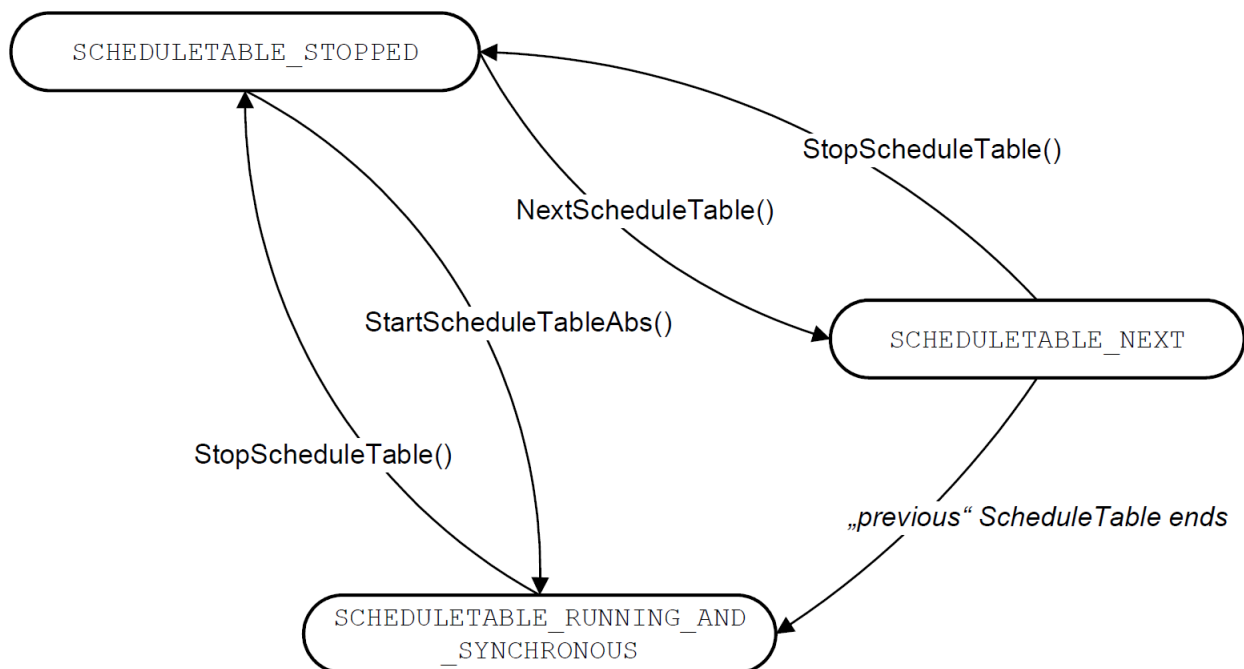 SCHEDULETABLE_STOPPED
StopScheduleTable()
NextScheduleTable()
StartScheduleTableAbs()
SCHEDULETABLE_NEXT
StopScheduleTable()
„previous“ ScheduleTable ends
SCHEDULETABLE_RUNNING_AND
_SYNCHRONOUS